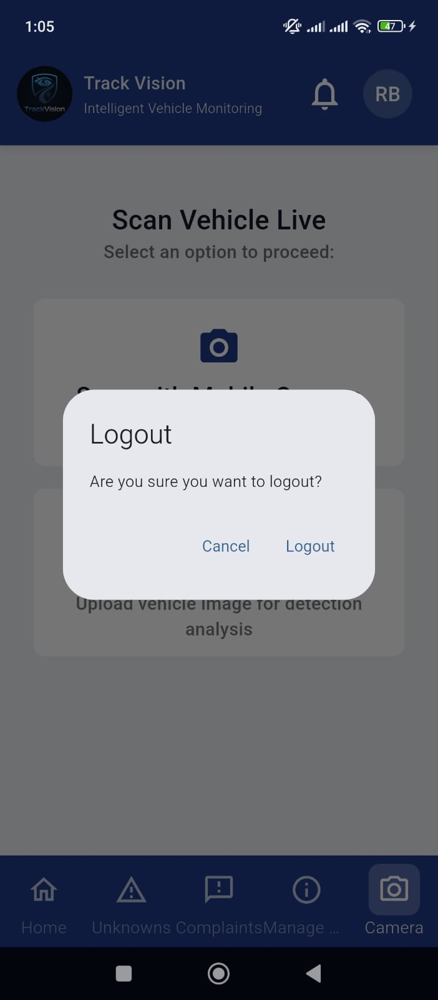 1:05
47
Track Vision
RB
Intelligent Vehicle Monitoring
TrackVision
Scan Vehicle Live
Select an option to proceed:
Logout
Are you sure you want to logout?
Cancel Logout
Upload vehicle image for detection
analysis
Home Unknowns Complaints Manage ... Camera